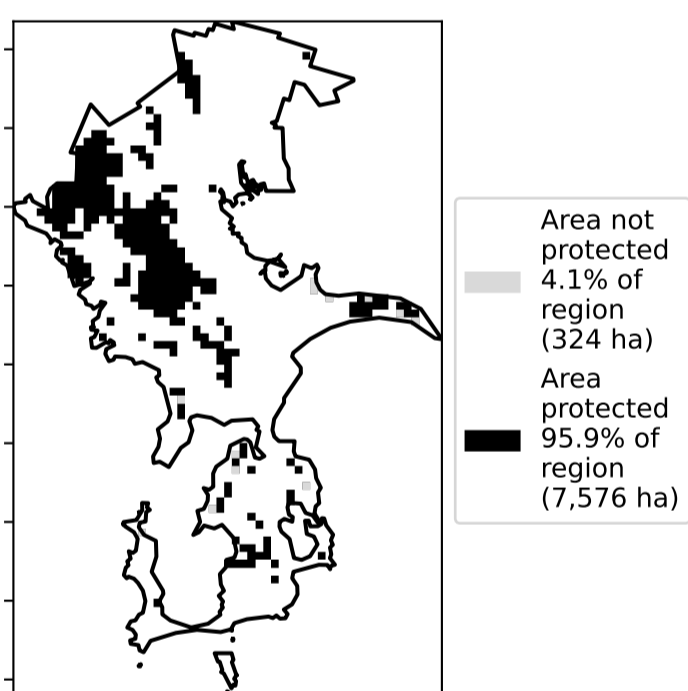 Area not
protected
4.1% of
region
(324 ha)
Area
protected
95.9% of
region
(7,576 ha)